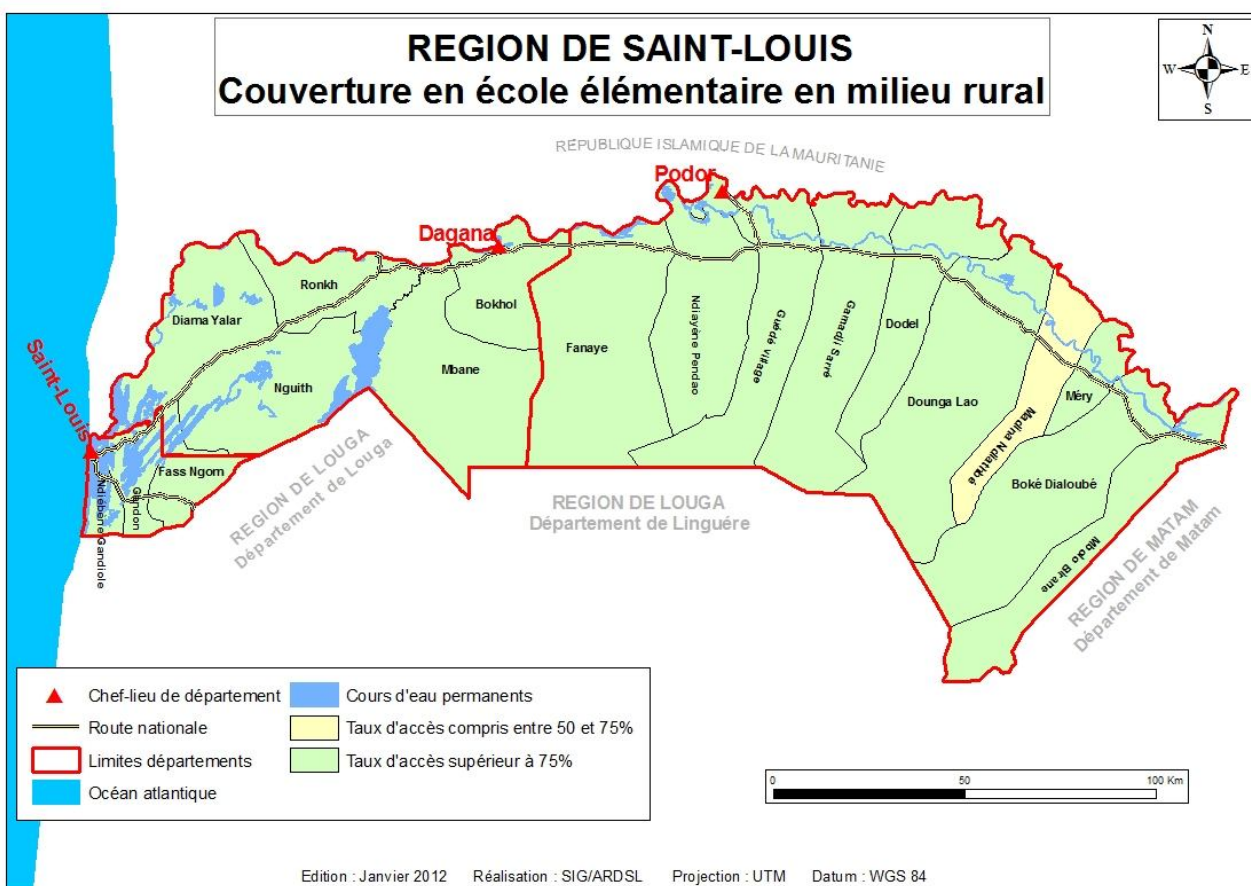 REGION DE SAINT-LOUIS
Couverture en école élémentaire en milieu rural
N
W
E
S
RÉPUBLIQUE ISLAMIQUE DE LA MAURITANIE
Podor
Dagana
Saint-Louis
Ronkh
Diama Yalar
Bokhol
Nguith
Mbane
Fanaye
Ndiayène Pendao
Guédé village
Gamadji Sarré
Dodel
Dounga Lao
Madina Ndiathbé
Méry
Boké Dialoubé
Mbolo Birane
Fass Ngom
Gandon
Ndiébène Gandiole
REGION DE LOUGA
Département de Louga
REGION DE LOUGA
Département de Linguére
REGION DE MATAM
Département de Matam
Chef-lieu de département
Route nationale
Limites départements
Océan atlantique
Cours d'eau permanents
Taux d'accès compris entre 50 et 75%
Taux d'accès supérieur à 75%
0 50 100 Km
Edition : Janvier 2012 Réalisation : SIG/ARDSL Projection : UTM Datum : WGS 84